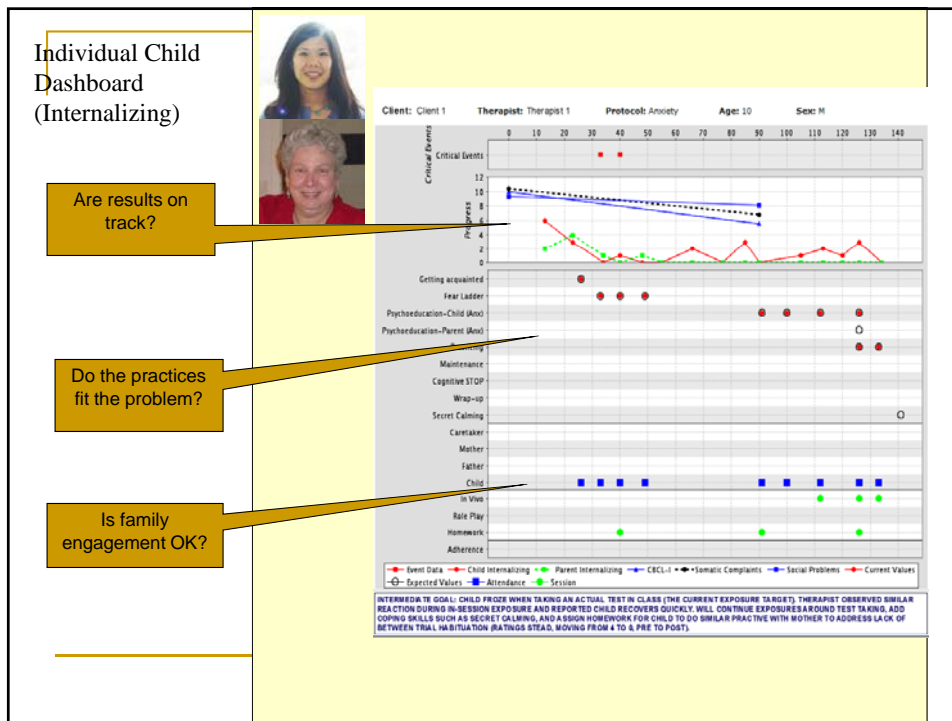 Individual Child
Dashboard
(Internalizing)
Are results on
track?
Do the practices
fit the problem?
Is family
engagement OK?
Client: Client 1 Therapist: Therapist 1 Protocol: Anxiety Age: 10 Sex: M
0 10 20 30 40 50 60 70 80 90 100 110 120 130 140
Critical Events
Critical Events
Progress
12
10
8
6
4
2
0
Getting acquainted
Fear Ladder
Psychoeducation-Child (Anx)
Psychoeducation-Parent (Anx)
Maintenance
Cognitive STOP
Wrap-up
Secret Calming
Caretaker
Mother
Father
Child
In Vivo
Role Play
Homework
Adherence
Event Data Child Internalizing Parent Internalizing CBCL-I Somatic Complaints Social Problems Current Values
Expected Values Attendance Session
INTERMEDIATE GOAL: CHILD FROZE WHEN TAKING AN ACTUAL TEST IN CLASS (THE CURRENT EXPOSURE TARGET). THERAPIST OBSERVED SIMILAR
REACTION DURING IN-SESSION EXPOSURE AND REPORTED CHILD RECOVERS QUICKLY. WILL CONTINUE EXPOSURES AROUND TEST TAKING, ADD
COPING SKILLS SUCH AS SECRET CALMING, AND ASSIGN HOMEWORK FOR CHILD TO DO SIMILAR PRACTIVE WITH MOTHER TO ADDRESS LACK OF
BETWEEN TRIAL HABITUATION (RATINGS STEAD, MOVING FROM 4 TO 0, PRE TO POST).